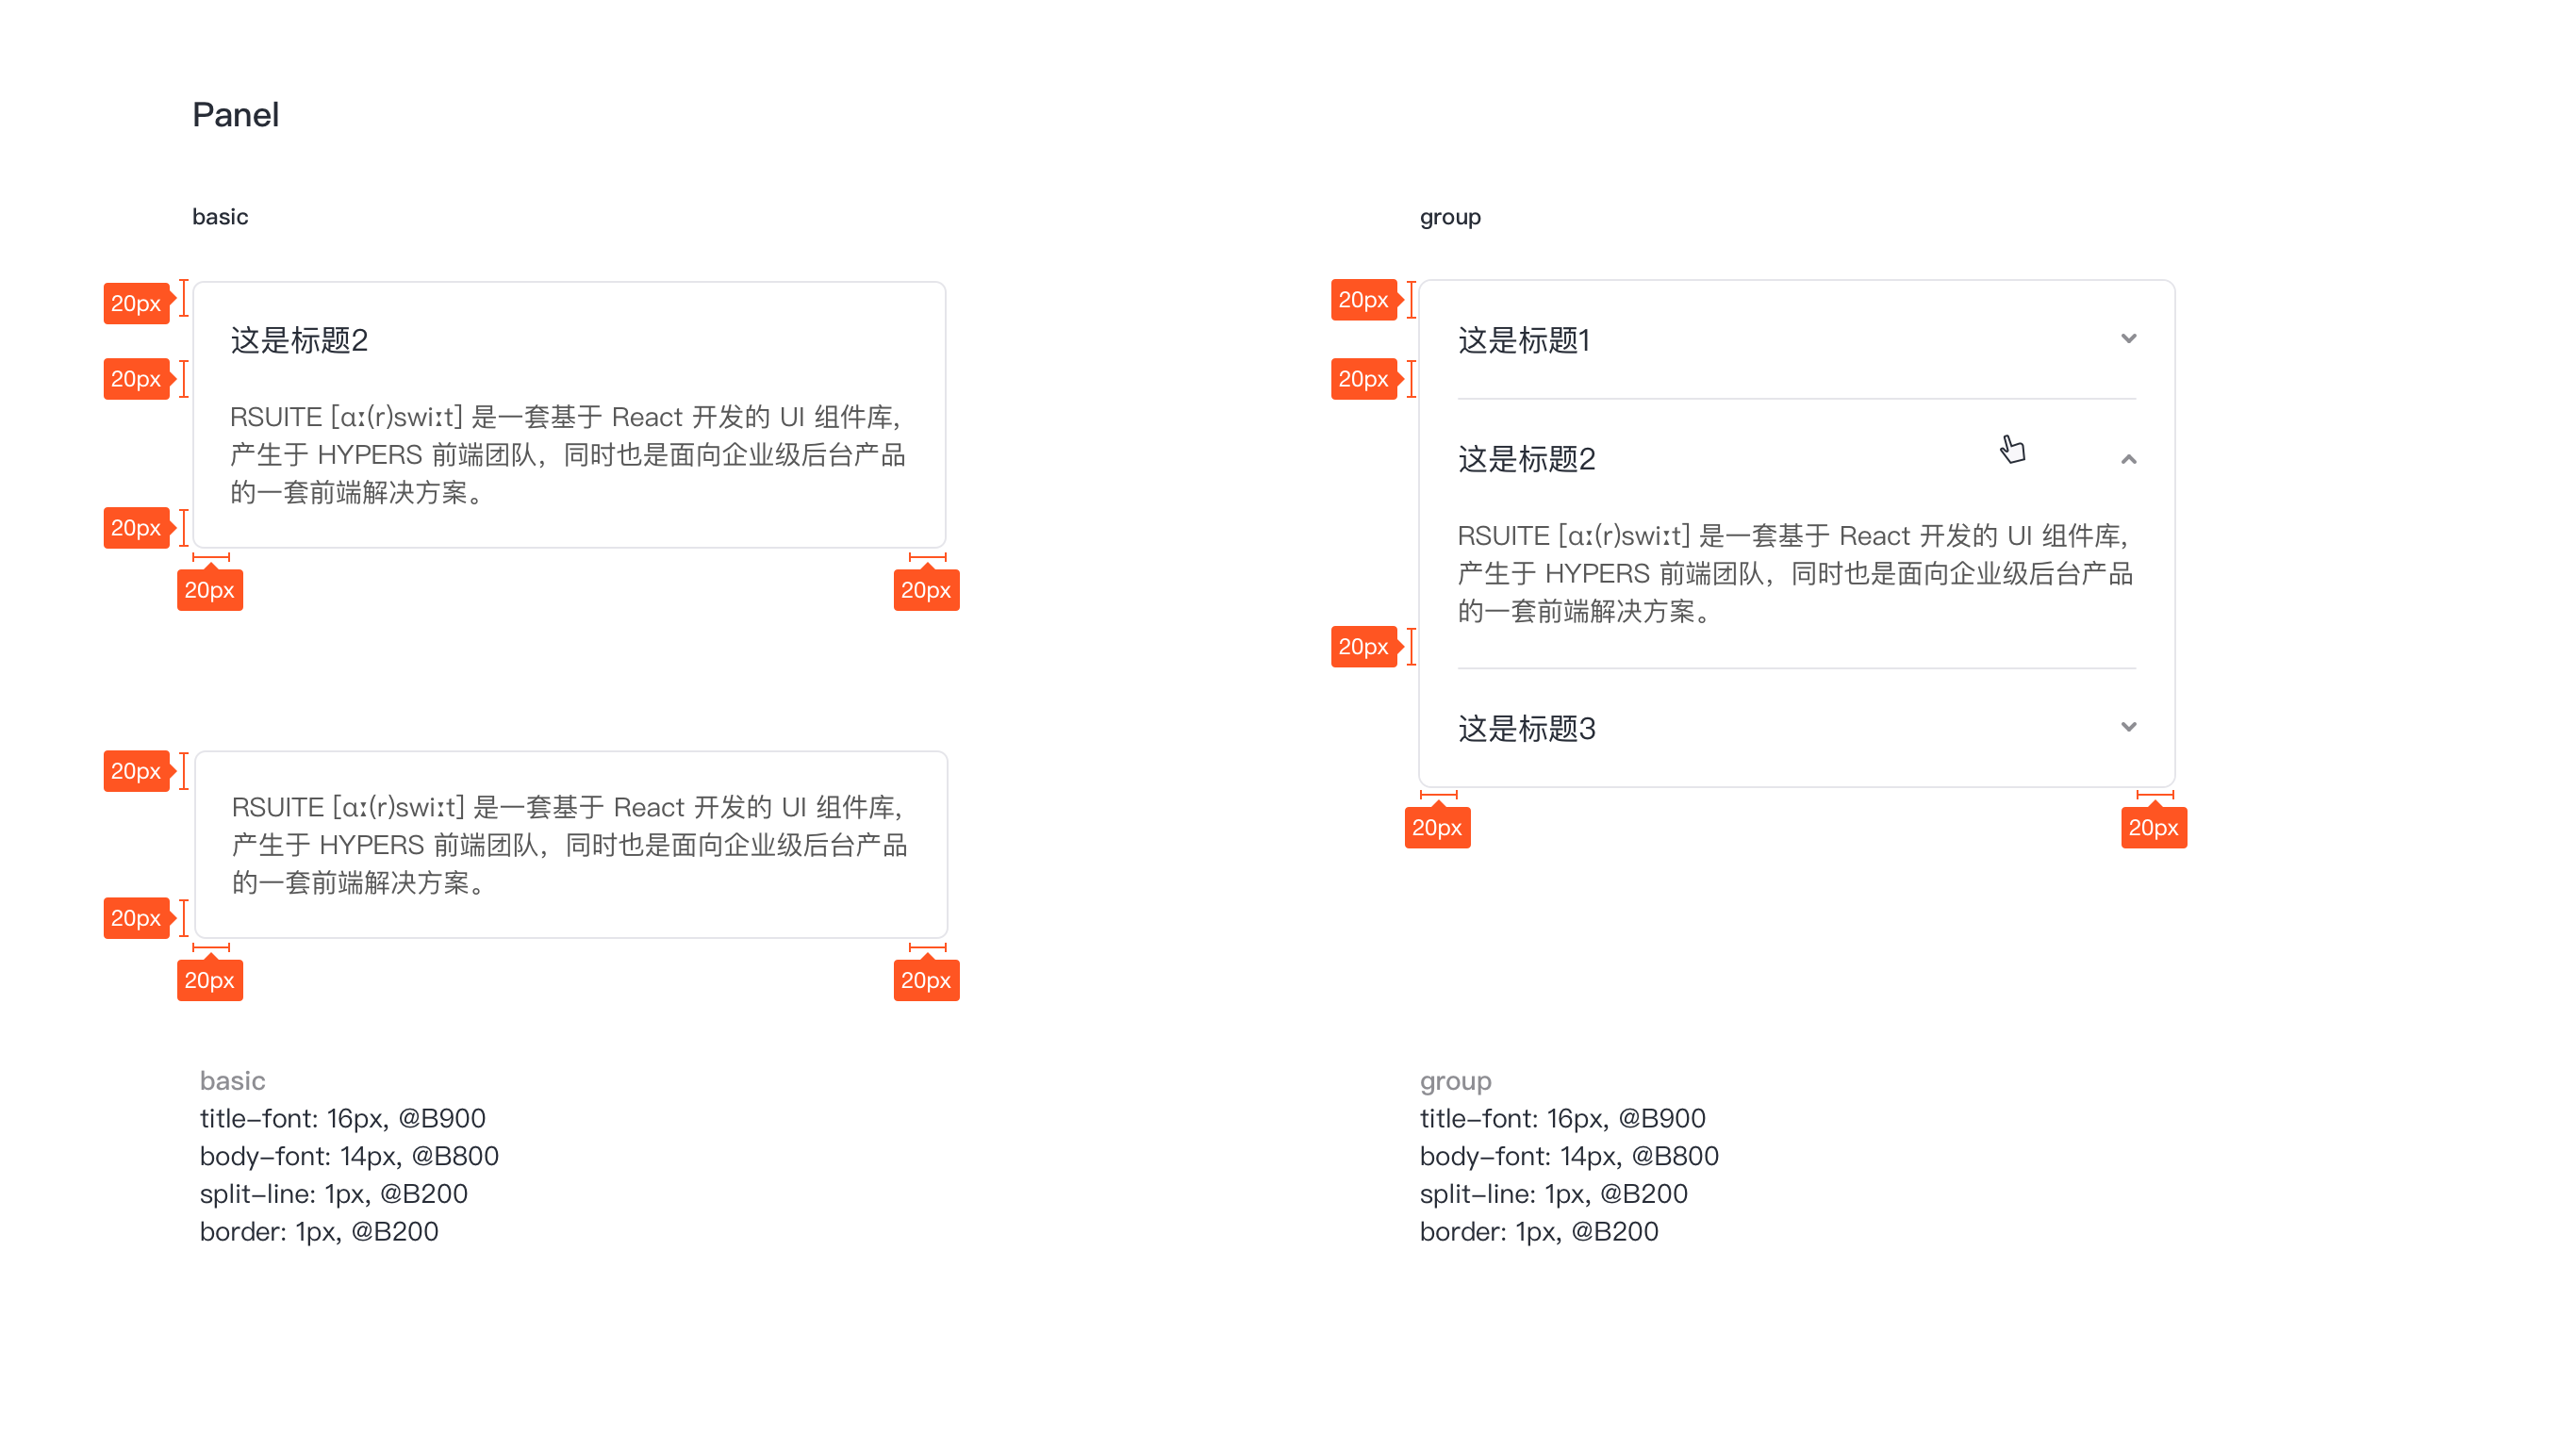 Panel
basic
20px
这是标题2
20px
RSUITE [ɑː(r)swiːt] 是一套基于 React 开发的 UI 组件库,
产生于 HYPERS 前端团队，同时也是面向企业级后台产品
的一套前端解决方案。
20px
20px
20px
20px
RSUITE [ɑː(r)swiːt] 是一套基于 React 开发的 UI 组件库,
产生于 HYPERS 前端团队，同时也是面向企业级后台产品
的一套前端解决方案。
20px
20px
20px
basic
title-font: 16px, @B900
body-font: 14px, @B800
split-line: 1px, @B200
border: 1px, @B200
group
20px
这是标题1
20px
这是标题2
RSUITE [ɑː(r)swiːt] 是一套基于 React 开发的 UI 组件库,
产生于 HYPERS 前端团队，同时也是面向企业级后台产品
的一套前端解决方案。
20px
这是标题3
20px
20px
group
title-font: 16px, @B900
body-font: 14px, @B800
split-line: 1px, @B200
border: 1px, @B200